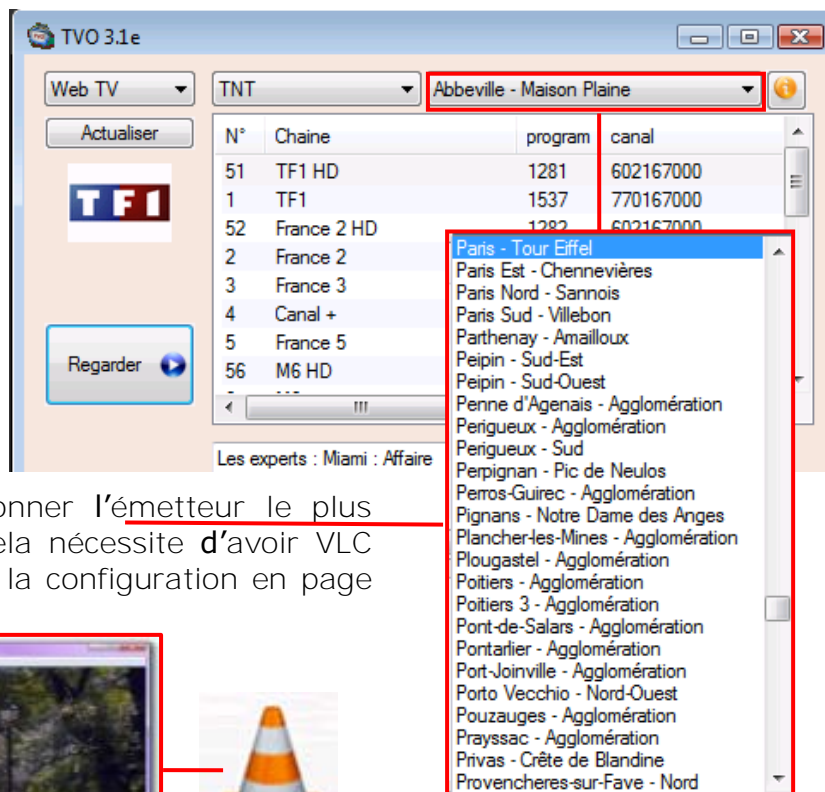 TVO 3.1e
Web TV TNT Abbeville - Maison Plaine
Actualiser
N° Chaine program canal
51 TF1 HD 1281 602167000
1 TF1 1537 770167000
52 France 2 HD 1282 602167000
2 France 2
3 France 3
4 Canal +
5 France 5
56 M6 HD
TF1
Regarder
Les experts : Miami : Affaire
Paris - Tour Eiffel
Paris Est - Chennevières
Paris Nord - Sannois
Paris Sud - Villebon
Parthenay - Amailloux
Peipin - Sud-Est
Peipin - Sud-Ouest
Penne d'Agenais - Agglomération
Perigueux - Agglomération
Perigueux - Sud
Perpignan - Pic de Neulos
Perros-Guirec - Agglomération
Pignans - Notre Dame des Anges
Plancher-les-Mines - Agglomération
Plougastel - Agglomération
Poitiers - Agglomération
Poitiers 3 - Agglomération
Pont-de-Salars - Agglomération
Pontarlier - Agglomération
Port-Joinville - Agglomération
Porto Vecchio - Nord-Ouest
Pouzauges - Agglomération
Prayssac - Agglomération
Privas - Crête de Blandine
Provencheres-sur-Fave - Nord
onner l'émetteur le plus
ela nécessite d'avoir VLC
la configuration en page